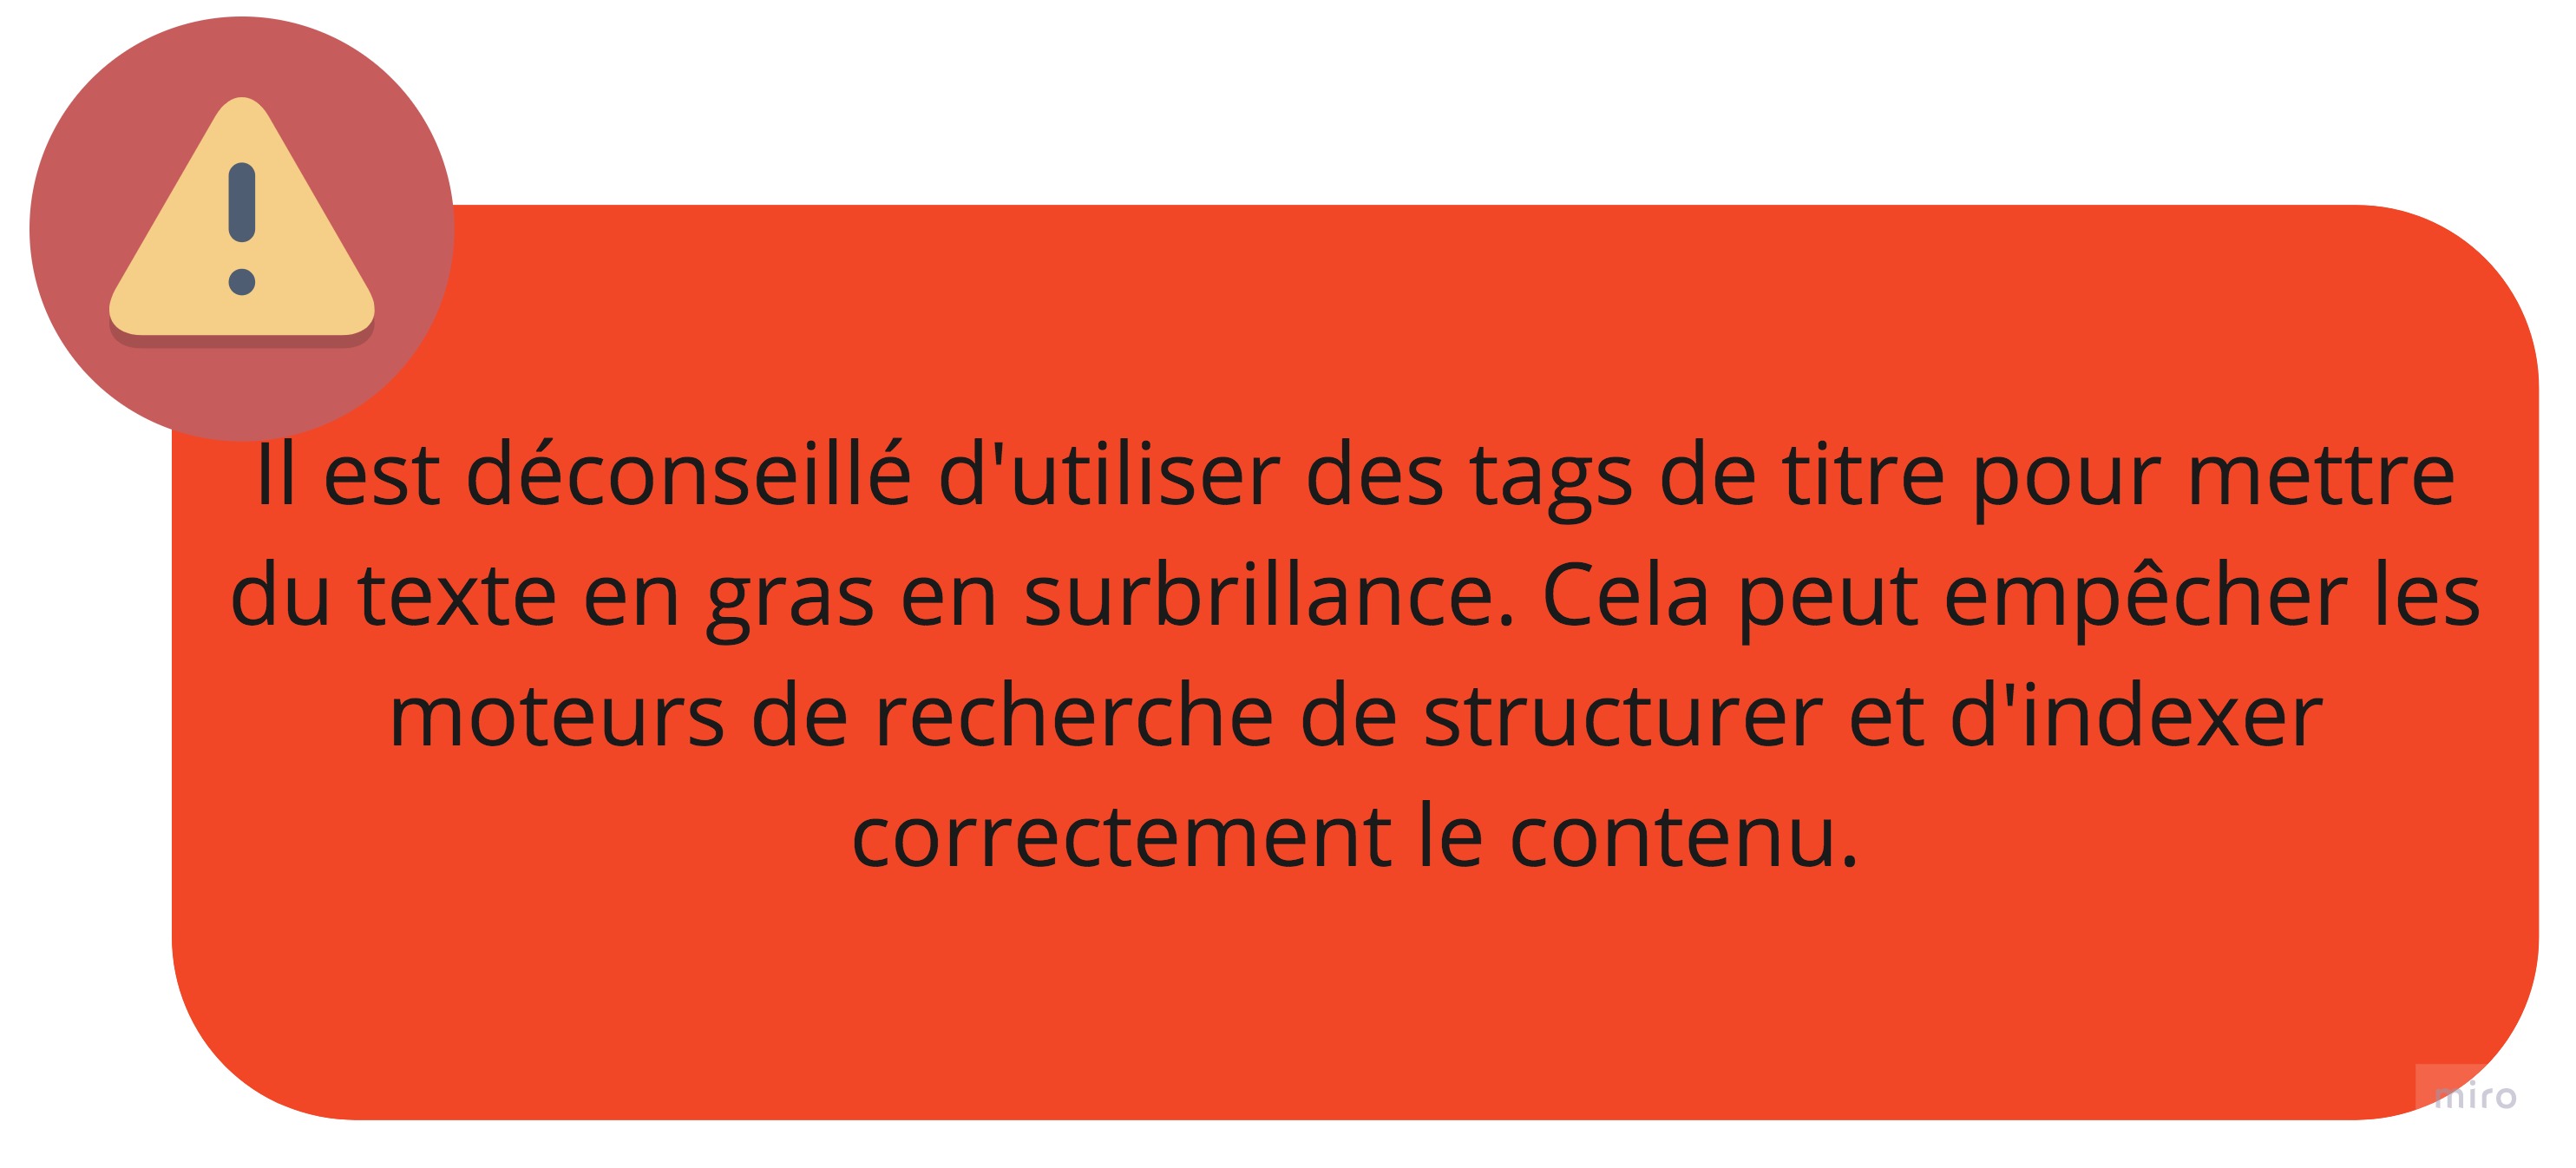 Il est déconseillé d'utiliser des tags de titre pour mettre
du texte en gras en surbrillance. Cela peut empêcher les
moteurs de recherche de structurer et d'indexer
correctement le contenu.
miro